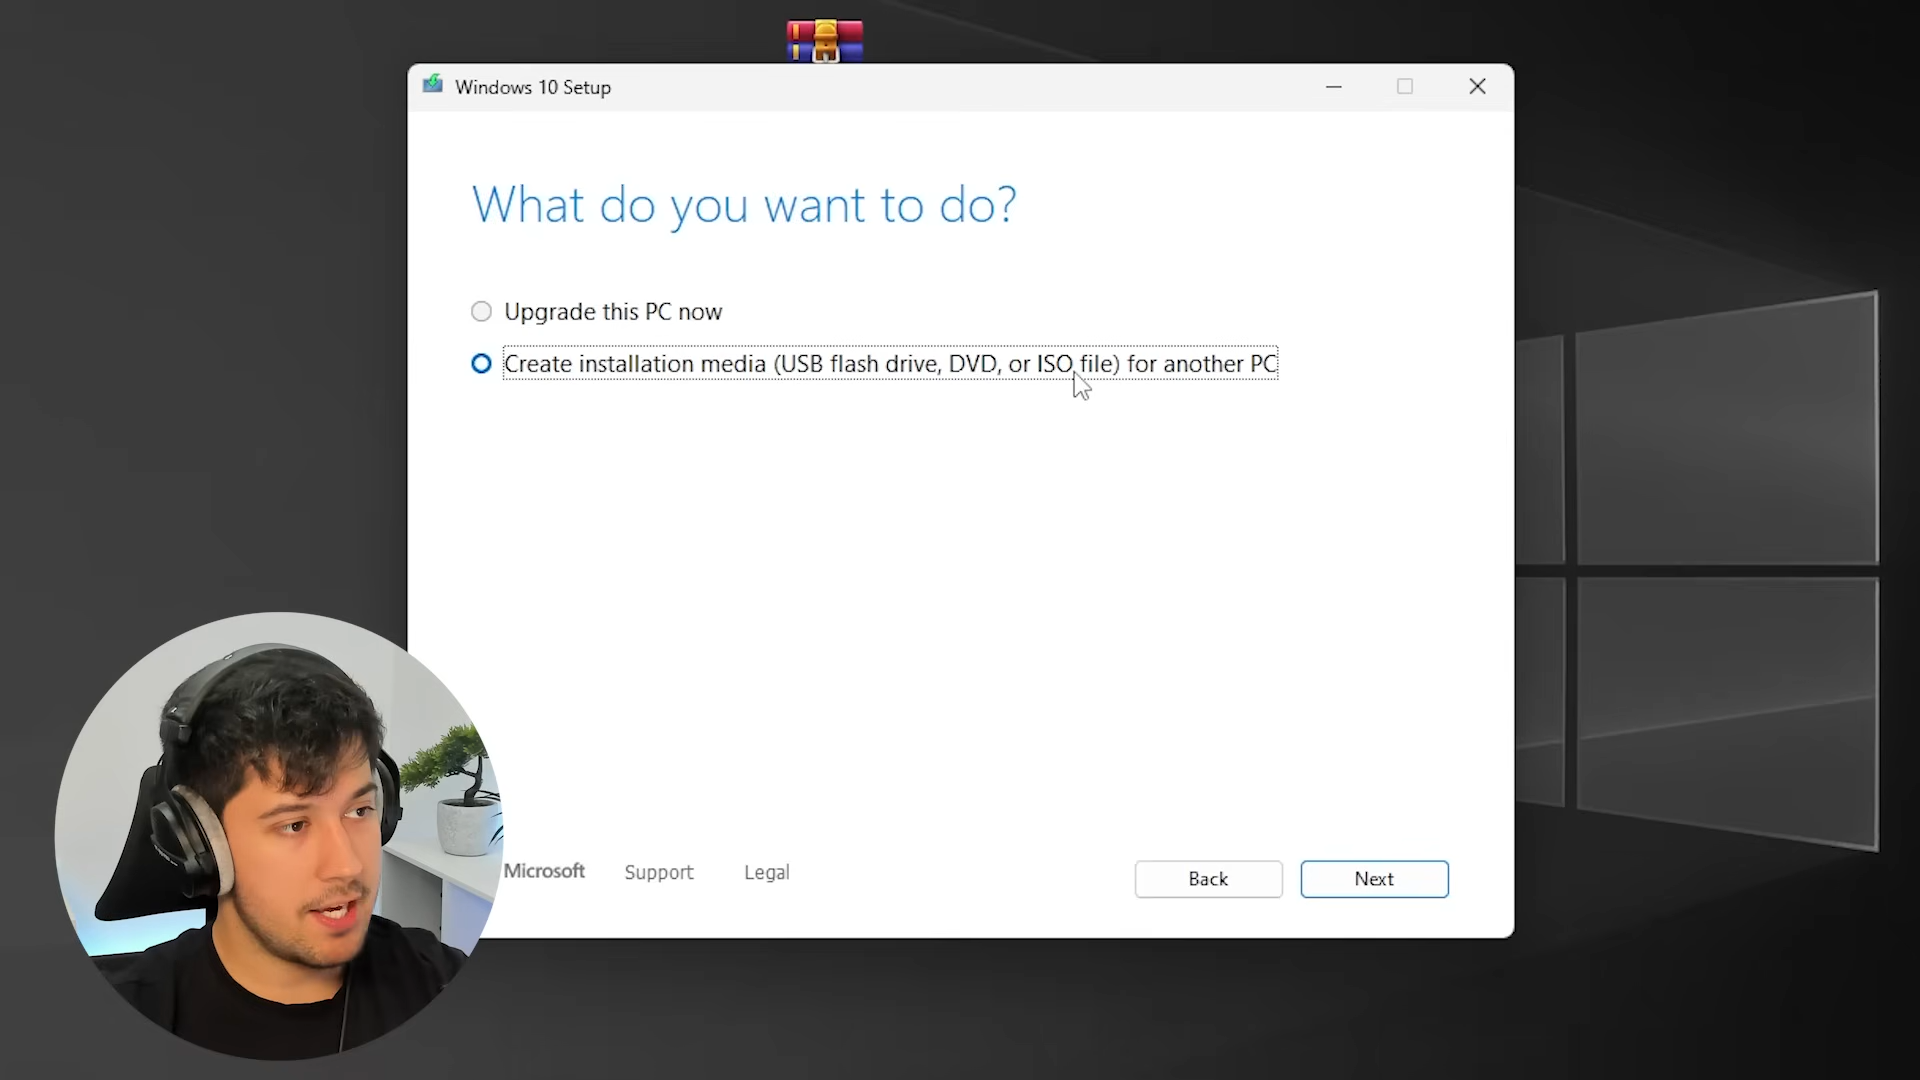 Windows 10 Setup
What do you want to do?
Upgrade this PC now
Create installation media (USB flash drive, DVD, or ISO file) for another PC
Microsoft
Support
Legal
Back
Next